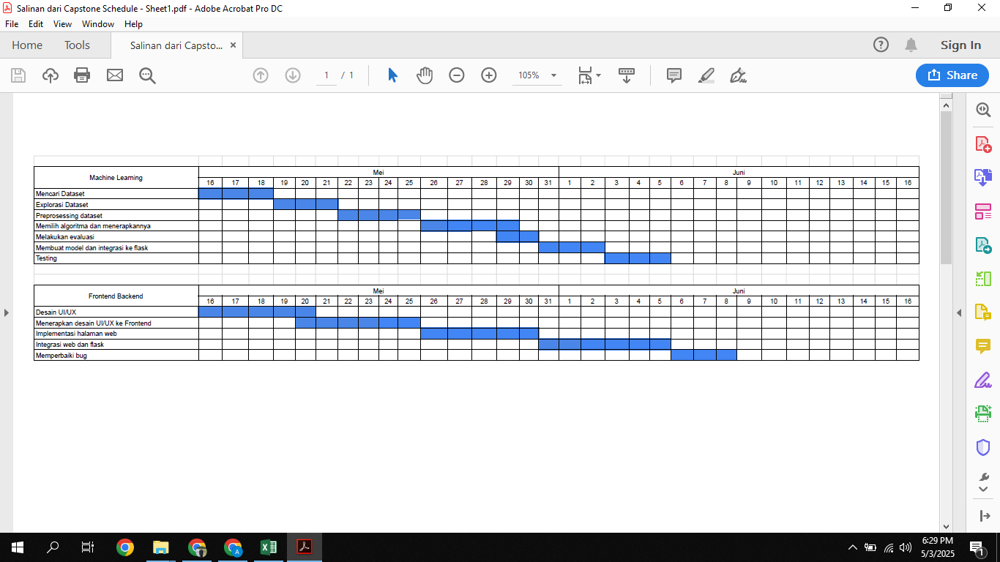 Salinan dari Capstone Schedule - Sheet1.pdf - Adobe Acrobat Pro DC
File Edit View Window Help
Home Tools Salinan dari Capsto... × ? Sign In
1 / 1 105% Share
Mei Juni
Machine Learning
16 17 18 19 20 21 22 23 24 25 26 27 28 29 30 31 1 2 3 4 5 6 7 8 9 10 11 12 13 14 15 16
Mencari Dataset
Explorasi Dataset
Preprosessing dataset
Memilih algoritma dan menerapkannya
Melakukan evaluasi
Membuat model dan integrasi ke flask
Testing
Mei Juni
Frontend Backend
16 17 18 19 20 21 22 23 24 25 26 27 28 29 30 31 1 2 3 4 5 6 7 8 9 10 11 12 13 14 15 16
Desain UI/UX
Menerapkan desain UI/UX ke Frontend
Implementasi halaman web
Integrasi web dan flask
Memperbaiki bug
6:29 PM
5/3/2025
1